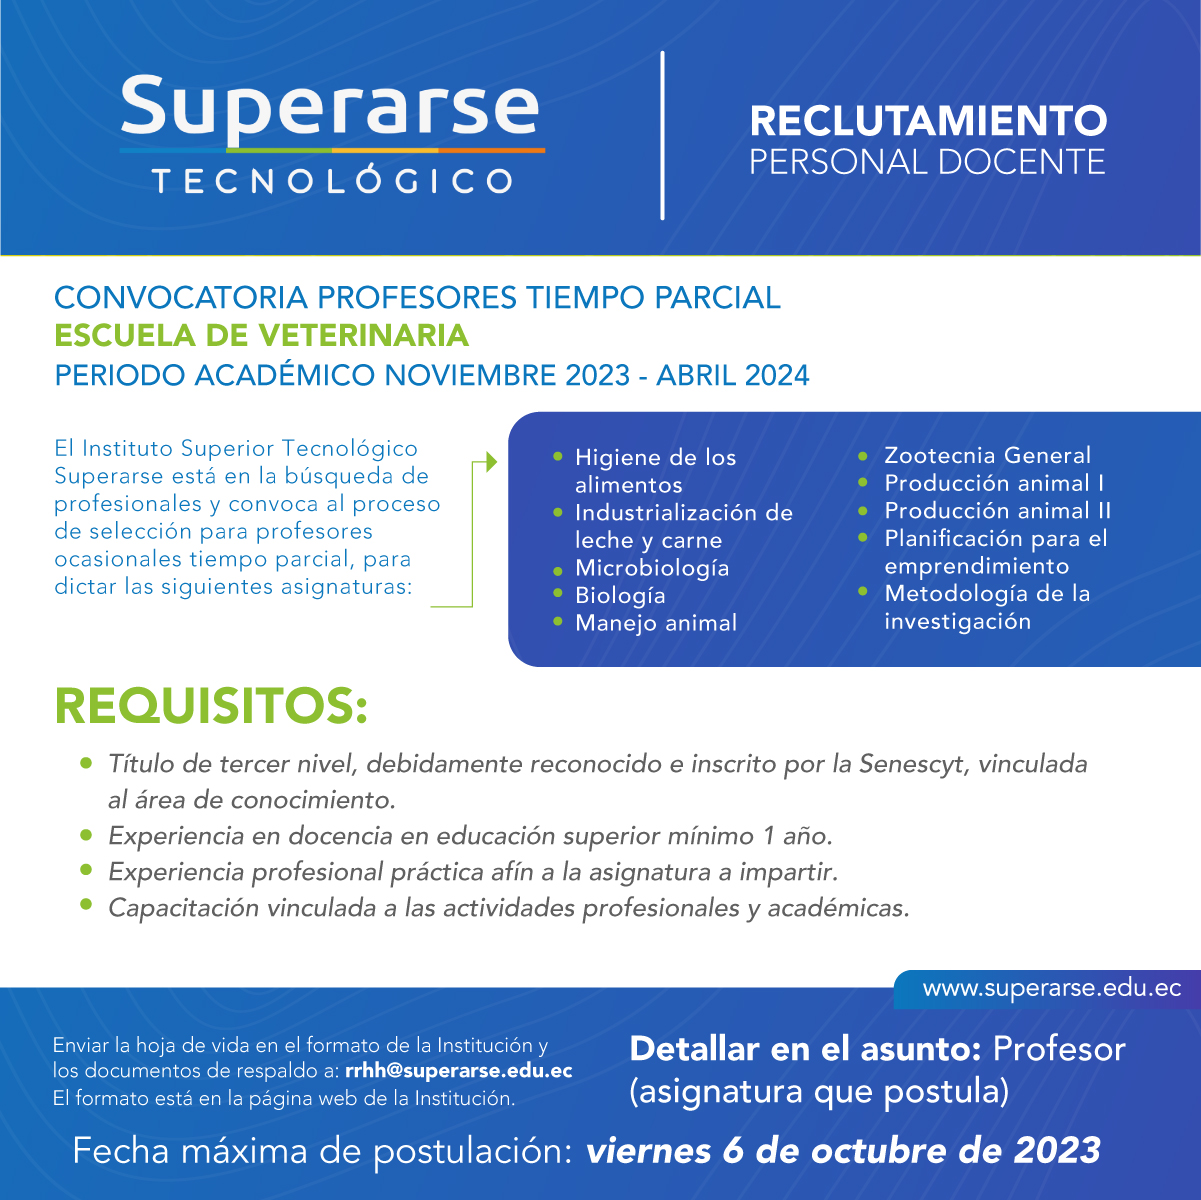 Superarse
TECNOLÓGICO
RECLUTAMIENTO
PERSONAL DOCENTE
CONVOCATORIA PROFESORES TIEMPO PARCIAL
ESCUELA DE VETERINARIA
PERIODO ACADÉMICO NOVIEMBRE 2023 - ABRIL 2024
El Instituto Superior Tecnológico
Superarse está en la búsqueda de
profesionales y convoca al proceso
de selección para profesores
ocasionales tiempo parcial, para
dictar las siguientes asignaturas:
• Higiene de los
alimentos
• Industrialización de
leche y carne
• Microbiología
• Biología
• Manejo animal
• Zootecnia General
• Producción animal I
• Producción animal II
• Planificación para el
emprendimiento
• Metodología de la
investigación
REQUISITOS:
• Título de tercer nivel, debidamente reconocido e inscrito por la Senescyt, vinculada
al área de conocimiento.
• Experiencia en docencia en educación superior mínimo 1 año.
• Experiencia profesional práctica afín a la asignatura a impartir.
• Capacitación vinculada a las actividades profesionales y académicas.
www.superarse.edu.ec
Enviar la hoja de vida en el formato de la Institución y
los documentos de respaldo a: rrhh@superarse.edu.ec
El formato está en la página web de la Institución.
Detallar en el asunto: Profesor
(asignatura que postula)
Fecha máxima de postulación: viernes 6 de octubre de 2023